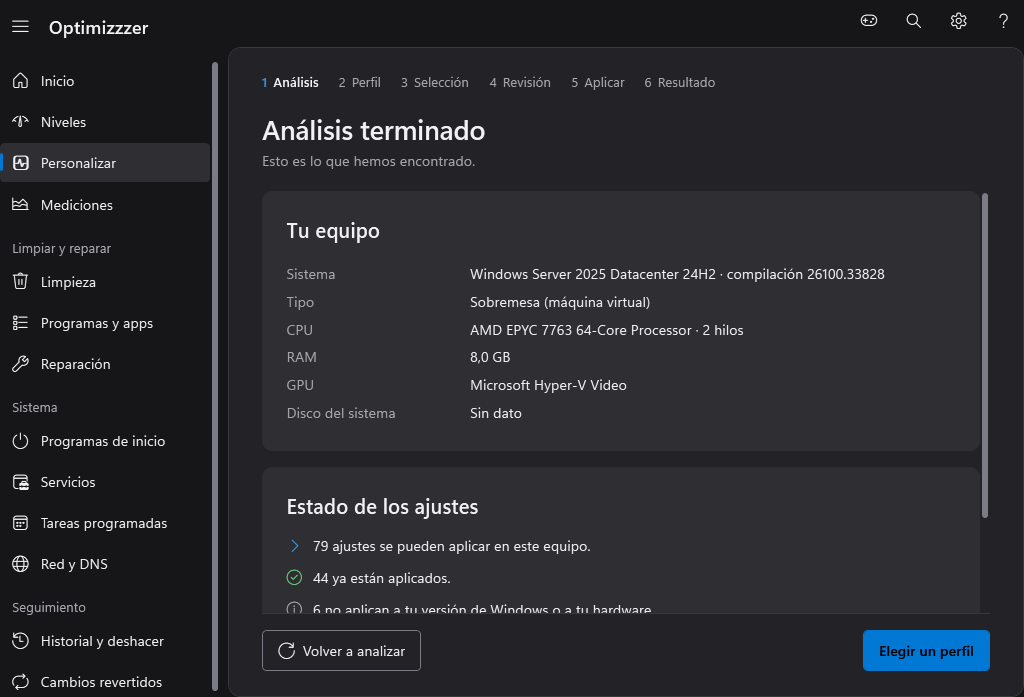 Optimizzzer
Inicio
Niveles
Personalizar
Mediciones
Limpiar y reparar
Limpieza
Programas y apps
Reparación
Sistema
Programas de inicio
Servicios
Tareas programadas
Red y DNS
Seguimiento
Historial y deshacer
Cambios revertidos
1 Análisis 2 Perfil 3 Selección 4 Revisión 5 Aplicar 6 Resultado
Análisis terminado
Esto es lo que hemos encontrado.
Tu equipo
Sistema Windows Server 2025 Datacenter 24H2 · compilación 26100.33828
Tipo Sobremesa (máquina virtual)
CPU AMD EPYC 7763 64-Core Processor · 2 hilos
RAM 8,0 GB
GPU Microsoft Hyper-V Video
Disco del sistema Sin dato
Estado de los ajustes
79 ajustes se pueden aplicar en este equipo.
44 ya están aplicados.
6 no aplican a tu versión de Windows o a tu hardware
Volver a analizar
Elegir un perfil